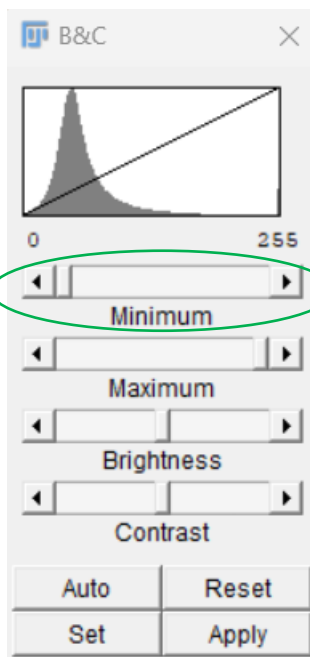 B&C
0 255
Minimum
Maximum
Brightness
Contrast
Auto Reset
Set Apply